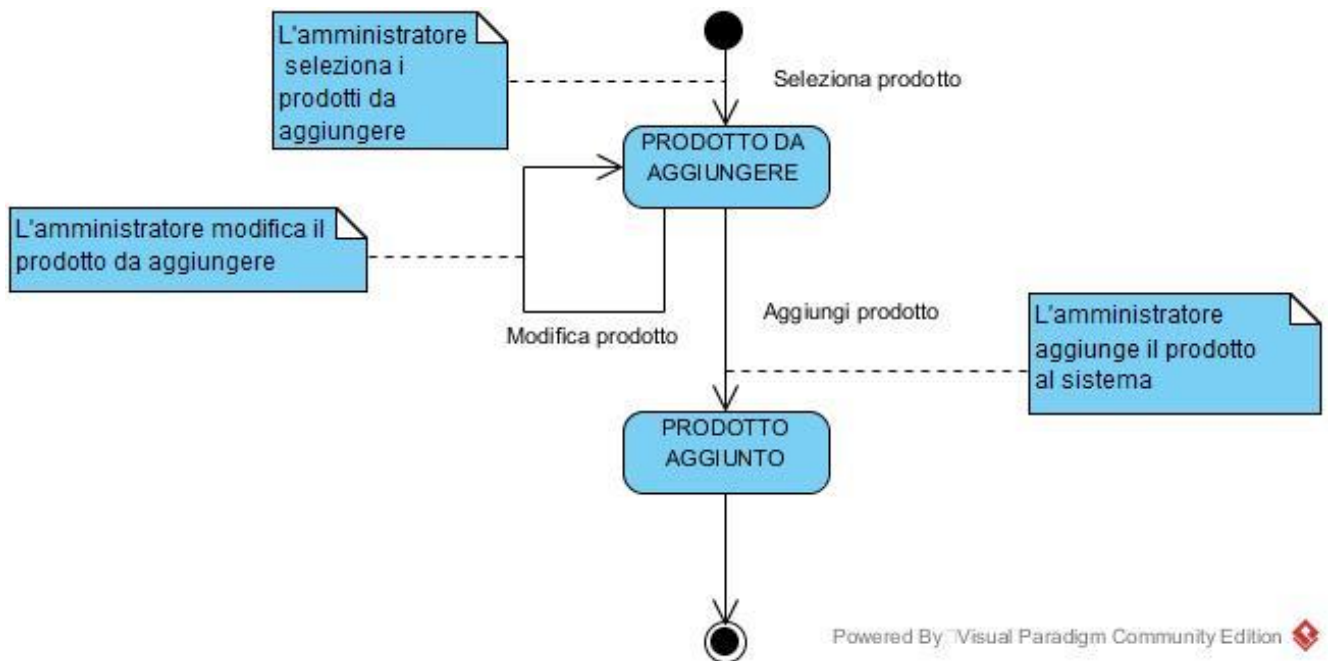 L'amministratore
seleziona i
prodotti da
aggiungere
Seleziona prodotto
PRODOTTO DA
AGGIUNGERE
L'amministratore modifica il
prodotto da aggiungere
Modifica prodotto
Aggiungi prodotto
L'amministratore
aggiunge il prodotto
al sistema
PRODOTTO
AGGIUNTO
Powered By Visual Paradigm Community Edition